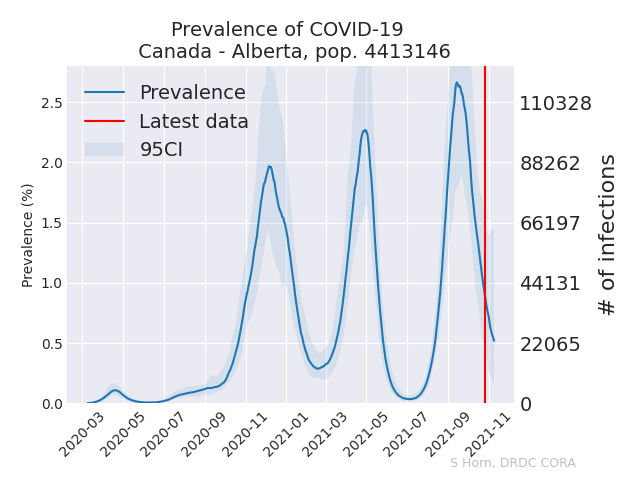 Prevalence of COVID-19
Canada - Alberta, pop. 4413146
Prevalence
Latest data
95CI
Prevalence (%)
2.5
2.0
1.5
1.0
0.5
0.0
110328
88262
66197
44131
22065
0
# of infections
2020-03
2020-05
2020-07
2020-09
2020-11
2021-01
2021-03
2021-05
2021-07
2021-09
2021-11
S Horn, DRDC CORA